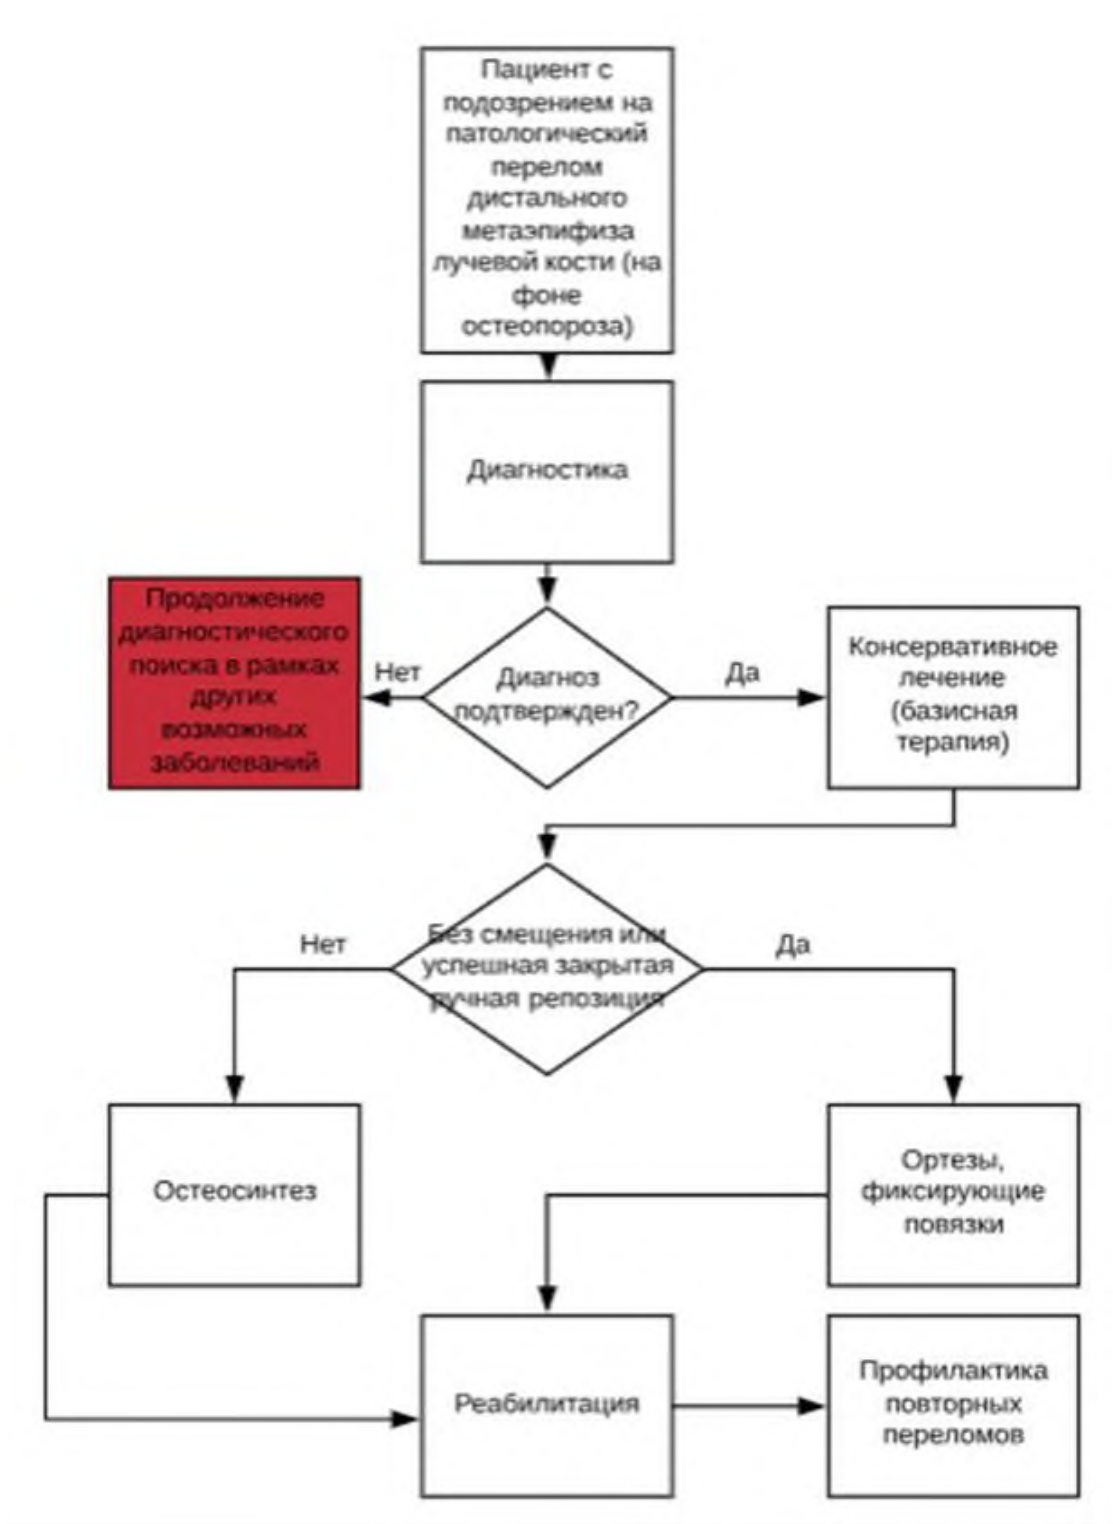 Пациент с
подозрением на
патологический
перелом
дистального
метаэпифиза
лучевой кости (на
фоне
остеопороза)
Диагностика
Продолжение
диагностического
поиска в рамках
других
возможных
заболеваний
Нет
Диагноз
подтвержден?
Да
Консервативное
лечение
(базисная
терапия)
Нет
Без смещения или
успешная закрытая
ручная репозиция
Да
Остеосинтез
Ортезы,
фиксирующие
повязки
Реабилитация
Профилактика
повторных
переломов